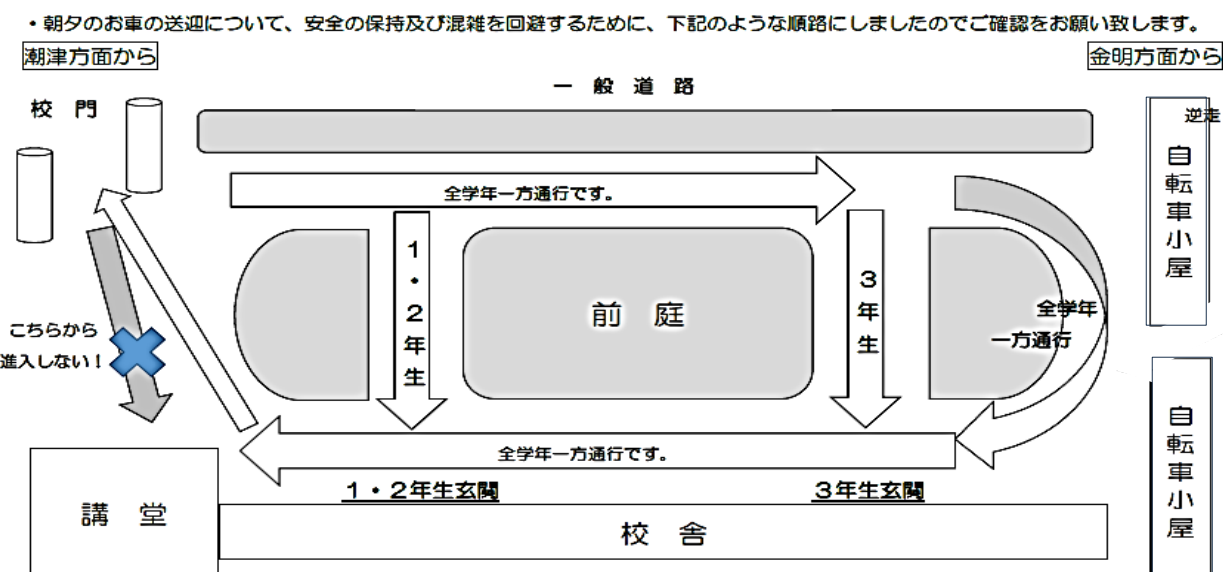 ・朝夕のお車の送迎について、安全の保持及び混雑を回避するために、下記のような順路にしましたのでご確認をお願い致します。
潮津方面から
金明方面から
一般道路
校門
逆走
自転車小屋
全学年一方通行です。
1・2年生
3年生
前庭
全学年
一方通行
こちらから
進入しない！
全学年一方通行です。
自転車小屋
1・2年生玄関
3年生玄関
講堂
校舎